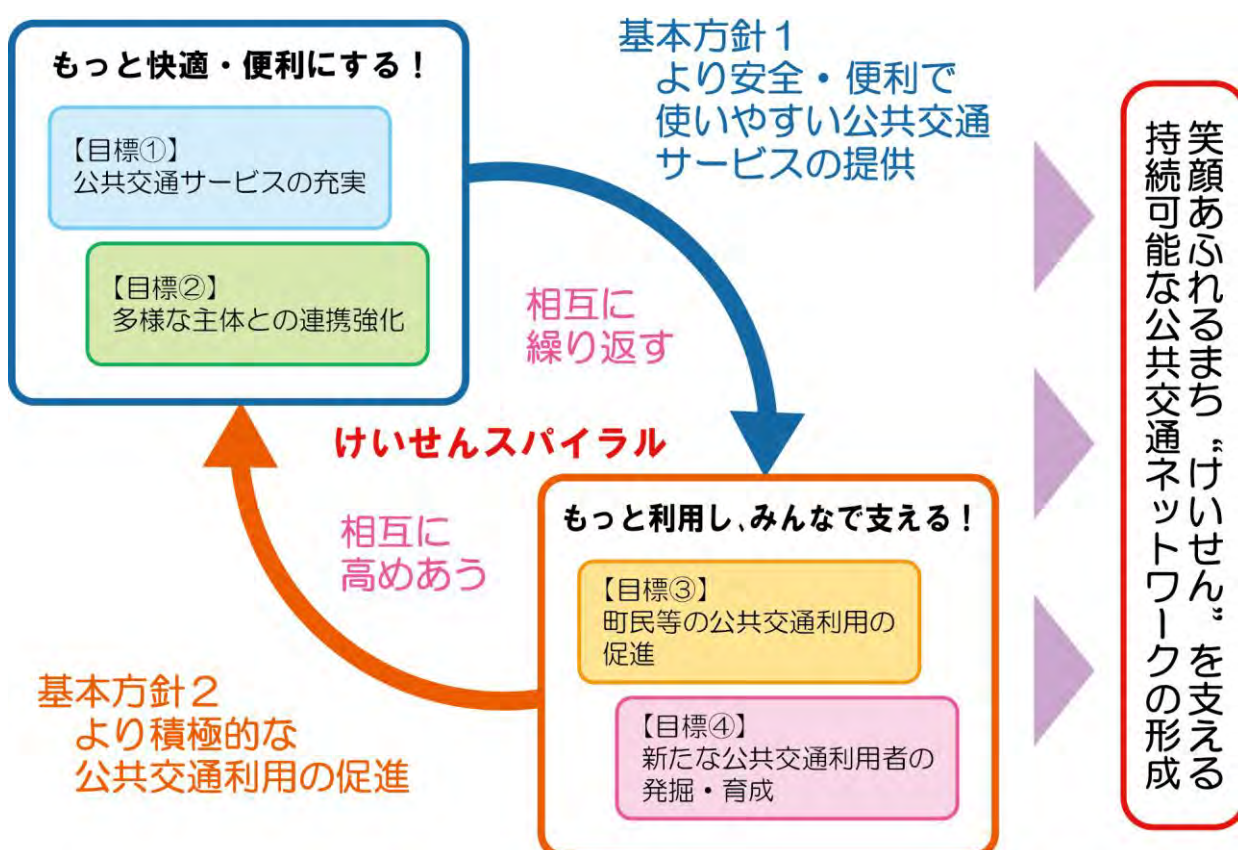 もっと快適・便利にする！
【目標①】
公共交通サービスの充実
【目標②】
多様な主体との連携強化
基本方針１
より安全・便利で
使いやすい公共交通
サービスの提供
相互に
繰り返す
けいせんスパイラル
相互に
高めあう
もっと利用し、みんなで支える！
【目標③】
町民等の公共交通利用の
促進
【目標④】
新たな公共交通利用者の
発掘・育成
基本方針２
より積極的な
公共交通利用の促進
笑顔あふれるまち“けいせん”を支える
持続可能な公共交通ネットワークの形成